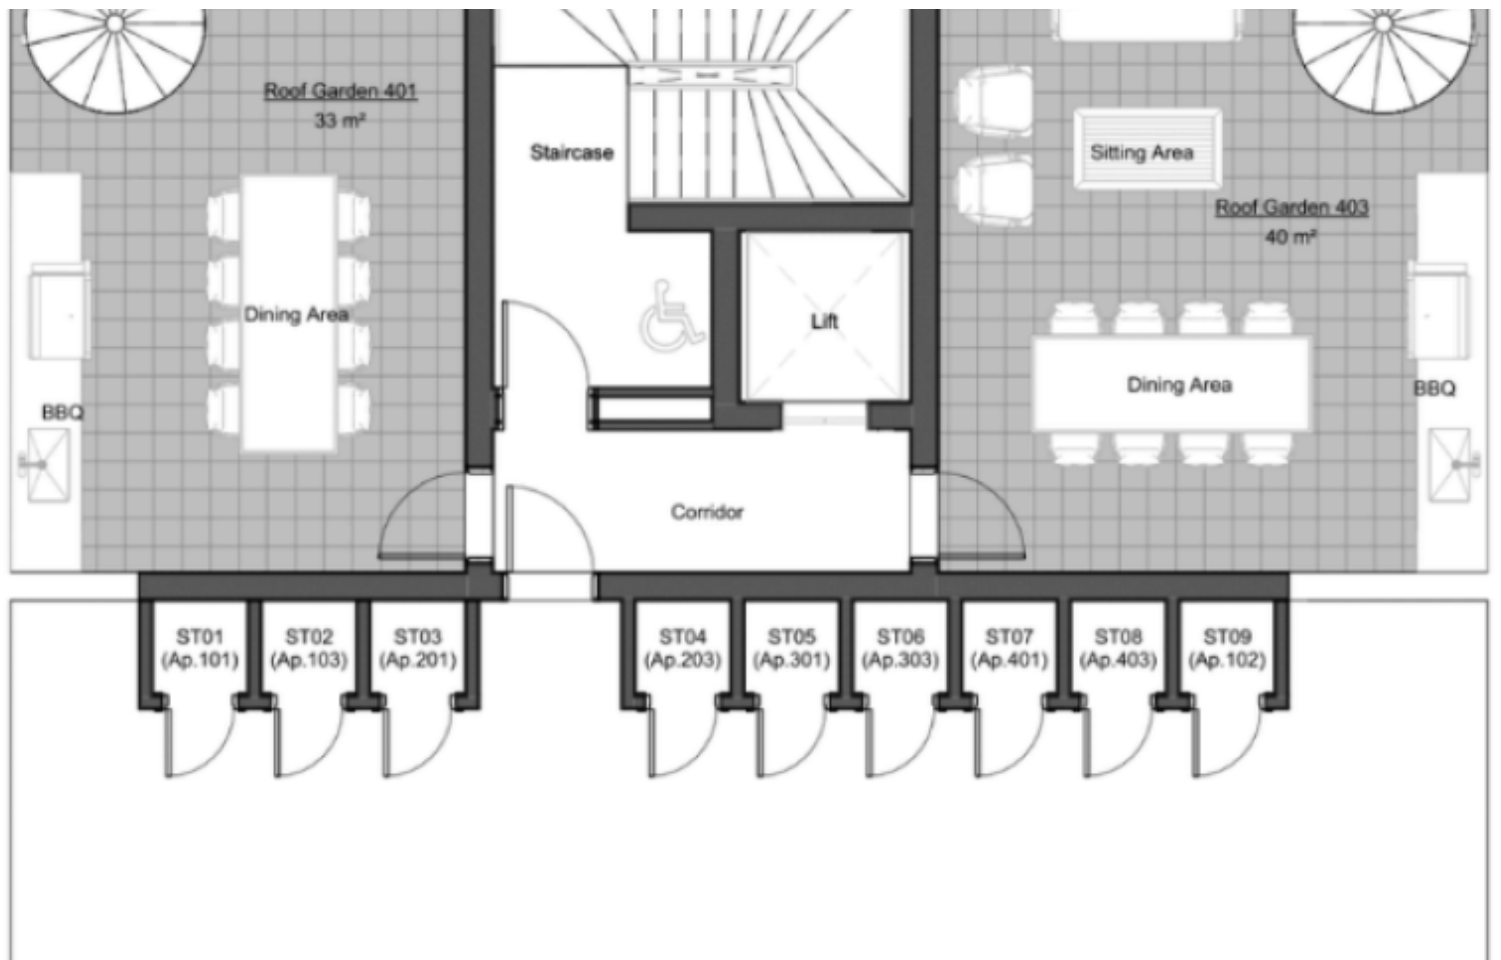 Roof Garden 401
33 m²
Staircase
Sitting Area
Roof Garden 403
40 m²
Dining Area
Lift
Dining Area
BBQ
BBQ
Corridor
ST01
(Ap.101)
ST02
(Ap.103)
ST03
(Ap.201)
ST04
(Ap.203)
ST05
(Ap.301)
ST06
(Ap.303)
ST07
(Ap.401)
ST08
(Ap.403)
ST09
(Ap.102)